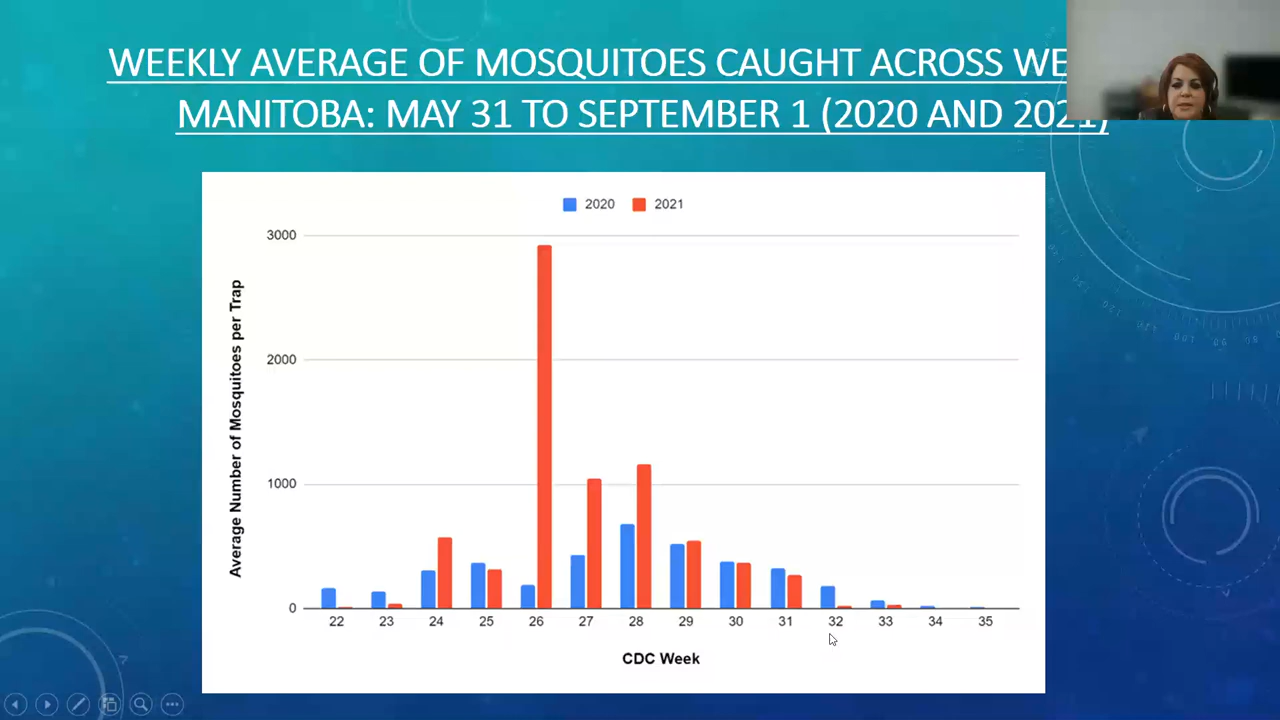 WEEKLY AVERAGE OF MOSQUITOES CAUGHT ACROSS
MANITOBA: MAY 31 TO SEPTEMBER 1 (2020 AND 2021)
2020 2021
3000
2000
1000
0
Average Number of Mosquitoes per Trap
22 23 24 25 26 27 28 29 30 31 32 33 34 35
CDC Week